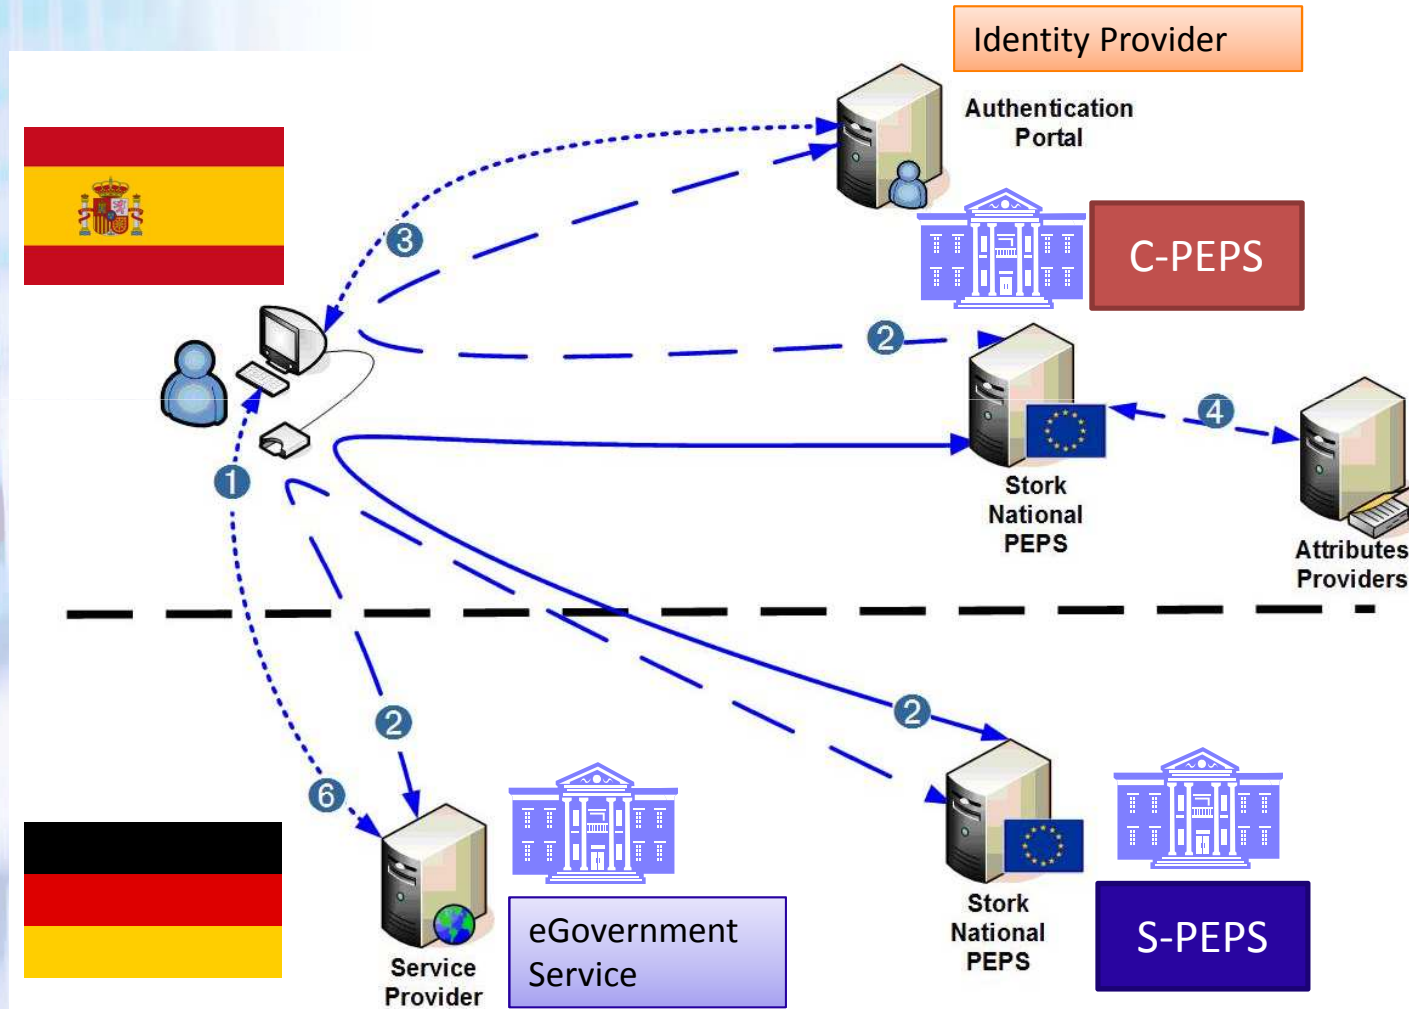 Identity Provider
Authentication
Portal
3
C-PEPS
2
4
1
Stork
National
PEPS
Attributes
Providers
2
2
6
eGovernment
Service
Service
Provider
Stork
National
PEPS
S-PEPS